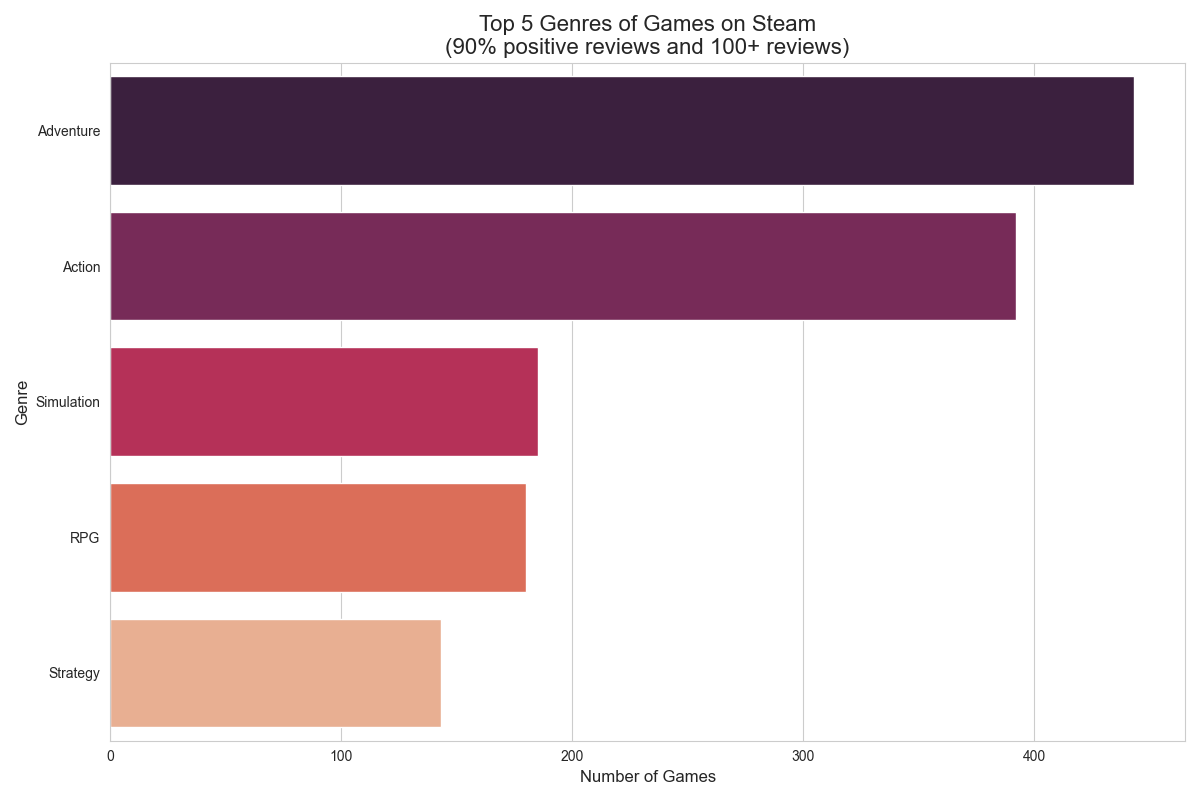 Top 5 Genres of Games on Steam
(90% positive reviews and 100+ reviews)
Adventure
Action
Simulation
RPG
Strategy
Genre
0
100
200
300
400
Number of Games